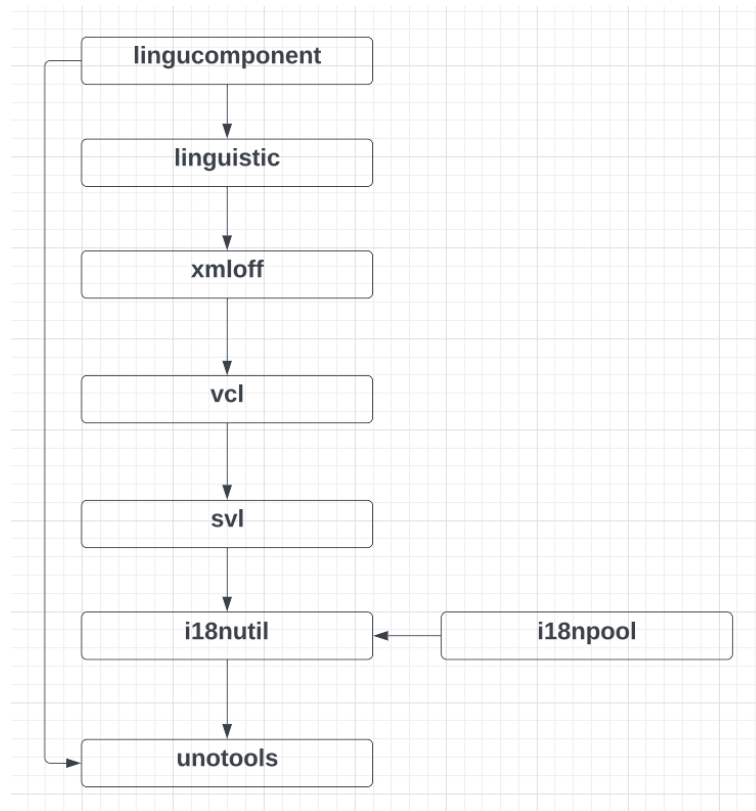 lingucomponent
linguistic
xmloff
vcl
svl
i18nutil
i18npool
unotools